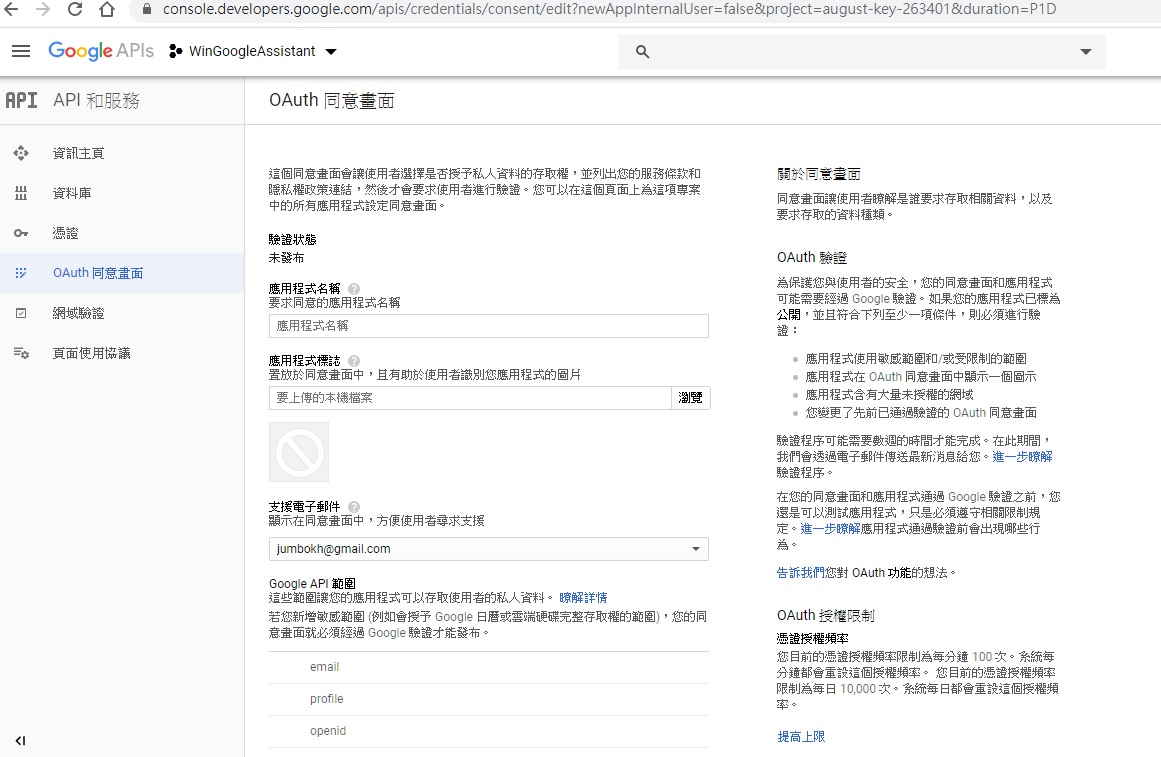 console.developers.google.com/apis/credentials/consent/edit?newAppInternalUser=false&project=august-key-263401&duration=P1D
Google APIs
WinGoogleAssistant
API
API 和服務
OAuth 同意畫面
資訊主頁
資料庫
憑證
OAuth 同意畫面
網域驗證
頁面使用協議
這個同意畫面會讓使用者選擇是否授予私人資料的存取權，並列出您的服務條款和
隱私權政策連結，然後才會要求使用者進行驗證。您可以在這個頁面上為這項專案
中的所有應用程式設定同意畫面。
驗證狀態
未發布
應用程式名稱 ?
要求同意的應用程式名稱
應用程式名稱
應用程式標誌 ?
置放於同意畫面中，且有助於使用者識別您應用程式的圖片
要上傳的本機檔案
瀏覽
支援電子郵件 ?
顯示在同意畫面中，方便使用者尋求支援
jumbokh@gmail.com
Google API 範圍
這些範圍讓您的應用程式可以存取使用者的私人資料。 瞭解詳情
若您新增敏感範圍 (例如會授予 Google 日曆或雲端硬碟完整存取權的範圍)，您的同
意畫面就必須經過 Google 驗證才能發布。
email
profile
openid
關於同意畫面
同意畫面讓使用者瞭解是誰要求存取相關資料，以及
要求存取的資料種類。
OAuth 驗證
為保護您與使用者的安全，您的同意畫面和應用程式
可能需要經過 Google 驗證。如果您的應用程式已標為
公開，並且符合下列至少一項條件，則必須進行驗
證：
應用程式使用敏感範圍和/或受限制的範圍
應用程式在 OAuth 同意畫面中顯示一個圖示
應用程式含有大量未授權的網域
您變更了先前已通過驗證的 OAuth 同意畫面
驗證程序可能需要數週的時間才能完成。在此期間，
我們會透過電子郵件傳送最新消息給您。進一步瞭解
驗證程序。
在您的同意畫面和應用程式通過 Google 驗證之前，您
還是可以測試應用程式，只是必須遵守相關限制規
定。進一步瞭解應用程式通過驗證前會出現哪些行
為。
告訴我們您對 OAuth 功能的想法。
OAuth 授權限制
憑證授權頻率
您目前的憑證授權頻率限制為每分鐘 100 次。系統每
分鐘都會重設這個授權頻率。 您目前的憑證授權頻率
限制為每日 10,000 次。系統每日都會重設這個授權頻
率。
提高上限